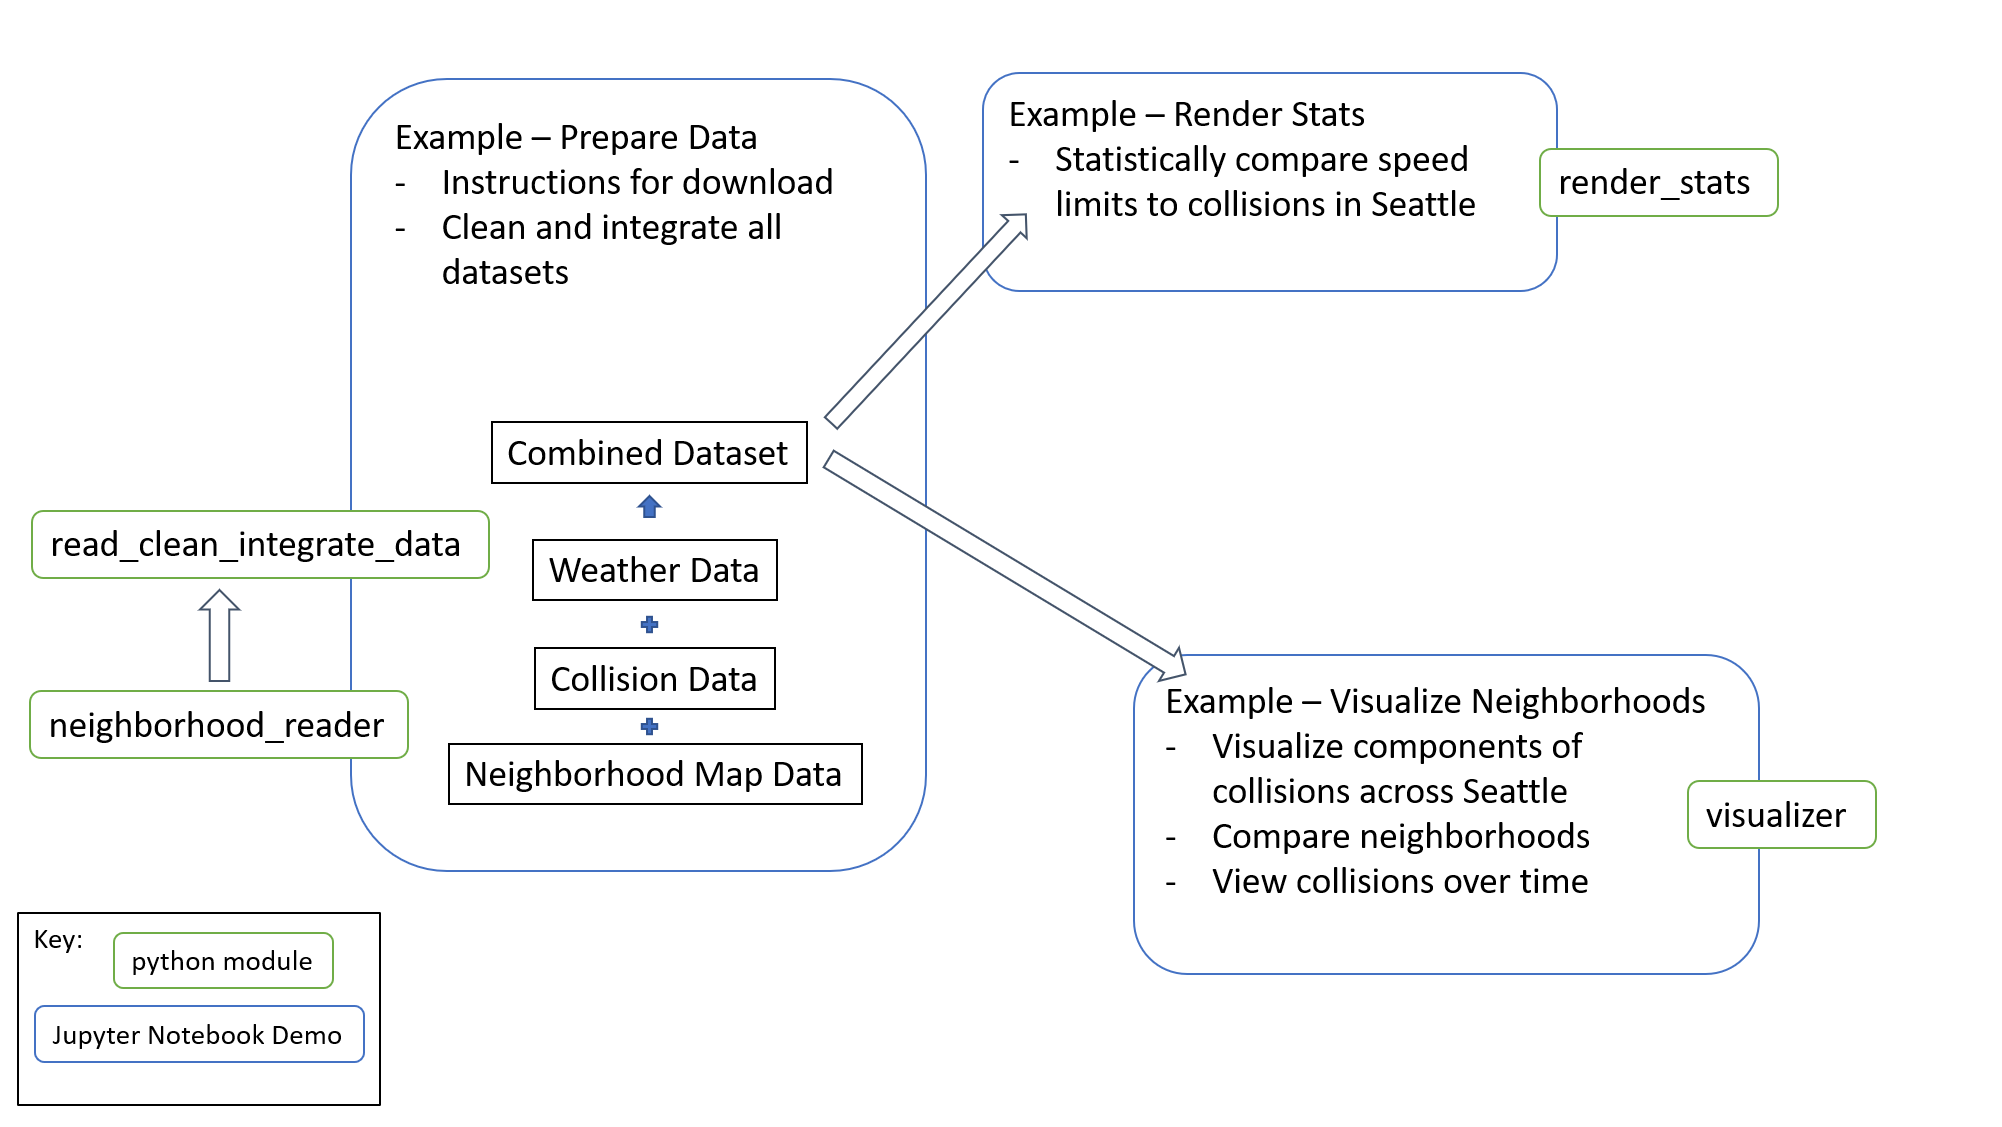 Example – Prepare Data
- Instructions for download
- Clean and integrate all
datasets
Combined Dataset
Weather Data
Collision Data
Neighborhood Map Data
read_clean_integrate_data
neighborhood_reader
Example – Render Stats
- Statistically compare speed
limits to collisions in Seattle
render_stats
Example – Visualize Neighborhoods
- Visualize components of
collisions across Seattle
- Compare neighborhoods
- View collisions over time
visualizer
Key:
python module
Jupyter Notebook Demo